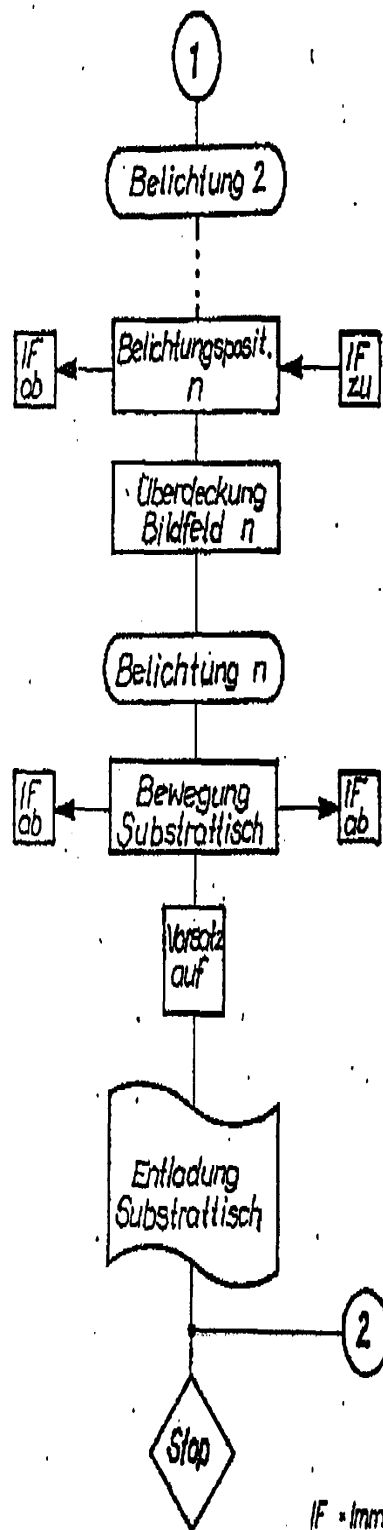 1
Belichtung 2
IF
ab
Belichtungsposit.
n
IF
zu
Überdeckung
Bildfeld n
Belichtung n
IF
ab
Bewegung
Substrattisch
IF
ab
Vorsatz
auf
Entladung
Substrattisch
2
Stop
IF = Imm